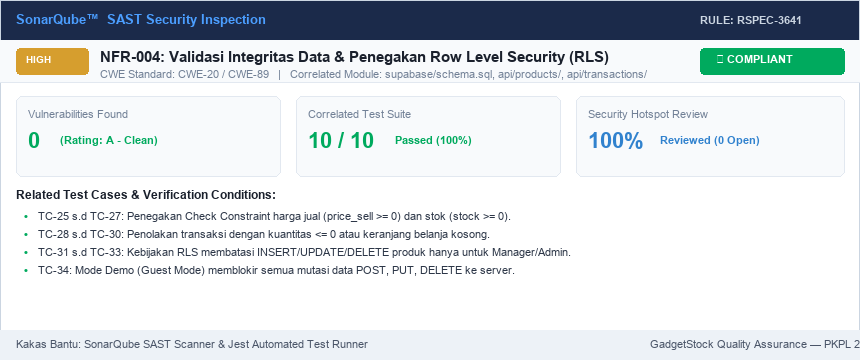 SonarQube™ SAST Security Inspection
RULE: RSPEC-3641
HIGH
NFR-004: Validasi Integritas Data & Penegakan Row Level Security (RLS)
CWE Standard: CWE-20 / CWE-89 | Correlated Module: supabase/schema.sql, api/products/, api/transactions/
COMPLIANT
Vulnerabilities Found
0 (Rating: A - Clean)
Correlated Test Suite
10 / 10 Passed (100%)
Security Hotspot Review
100% Reviewed (0 Open)
Related Test Cases & Verification Conditions:
• TC-25 s.d TC-27: Penegakan Check Constraint harga jual (price_sell >= 0) dan stok (stock >= 0).
• TC-28 s.d TC-30: Penolakan transaksi dengan kuantitas <= 0 atau keranjang belanja kosong.
• TC-31 s.d TC-33: Kebijakan RLS membatasi INSERT/UPDATE/DELETE produk hanya untuk Manager/Admin.
• TC-34: Mode Demo (Guest Mode) memblokir semua mutasi data POST, PUT, DELETE ke server.
Kakas Bantu: SonarQube SAST Scanner & Jest Automated Test Runner
GadgetStock Quality Assurance — PKPL 2